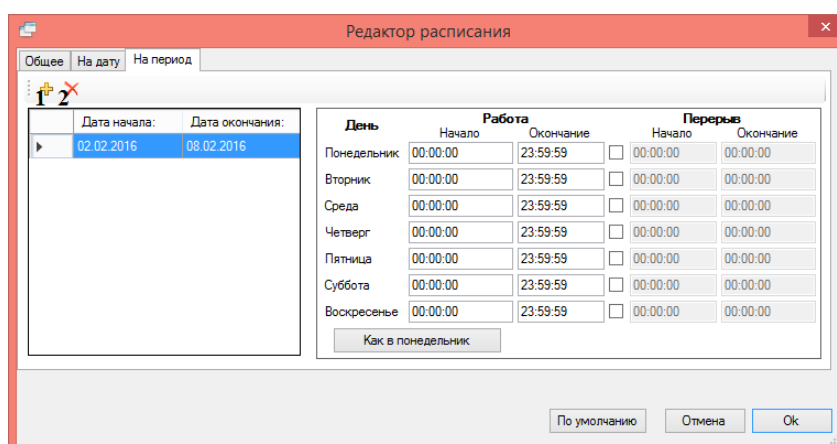 Редактор расписания
Общее На дату На период
1 2
Дата начала: Дата окончания:
02.02.2016 08.02.2016
День Работа Перерыв
Начало Окончание Начало Окончание
Понедельник 00:00:00 23:59:59 00:00:00 00:00:00
Вторник 00:00:00 23:59:59 00:00:00 00:00:00
Среда 00:00:00 23:59:59 00:00:00 00:00:00
Четверг 00:00:00 23:59:59 00:00:00 00:00:00
Пятница 00:00:00 23:59:59 00:00:00 00:00:00
Суббота 00:00:00 23:59:59 00:00:00 00:00:00
Воскресенье 00:00:00 23:59:59 00:00:00 00:00:00
Как в понедельник
По умолчанию Отмена Ok